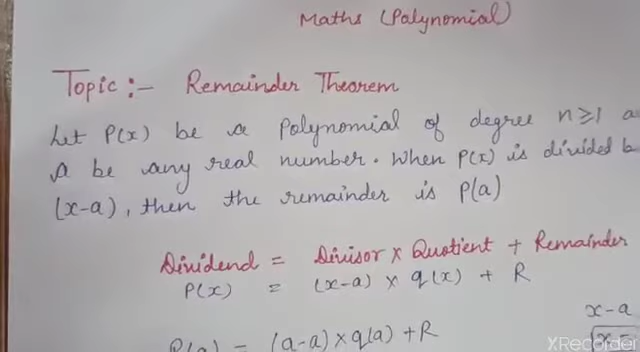 Maths (Polynomial)
Topic :- Remainder Theorem
Let P(x) be a Polynomial of degree n≥1 a
a be any real number. When P(x) is divided b
(x-a), then the remainder is P(a)
Dividend = Divisor x Quotient + Remainder
P(x) = (x-a) x q(x) + R
x-a
P(a) = (a-a) x q(a) + R
XRecorder